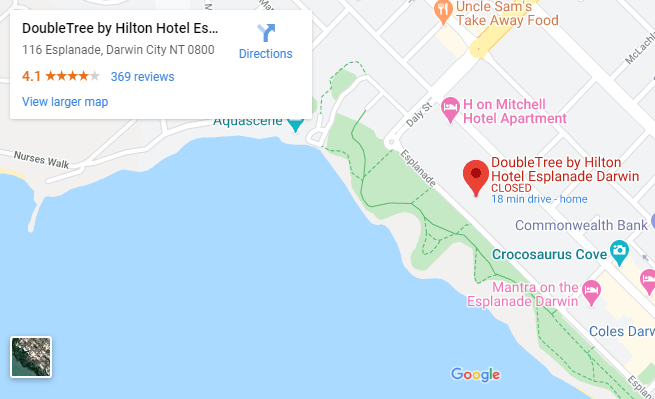 DoubleTree by Hilton Hotel Es...
116 Esplanade, Darwin City NT 0800
Directions
4.1
369 reviews
View larger map
Uncle Sam's
Take Away Food
McLachl
H on Mitchell
Hotel Apartment
Daly St
Aquascene
Nurses Walk
Esplanade
DoubleTree by Hilton
Hotel Esplanade Darwin
CLOSED
18 min drive - home
Commonwealth Bank
Crocosaurus Cove
Mantra on the
Esplanade Darwin
Coles Darw
Google
Esplanade